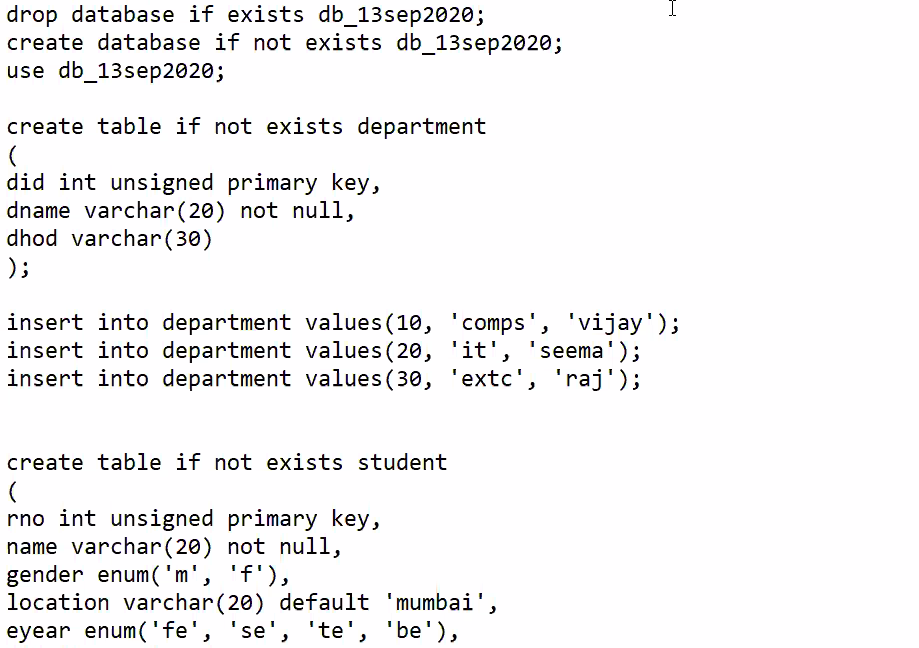 drop database if exists db_13sep2020;
create database if not exists db_13sep2020;
use db_13sep2020;
create table if not exists department
(
did int unsigned primary key,
dname varchar(20) not null,
dhod varchar(30)
);
insert into department values(10, 'comps', 'vijay');
insert into department values(20, 'it', 'seema');
insert into department values(30, 'extc', 'raj');
create table if not exists student
(
rno int unsigned primary key,
name varchar(20) not null,
gender enum('m', 'f'),
location varchar(20) default 'mumbai',
eyear enum('fe', 'se', 'te', 'be'),